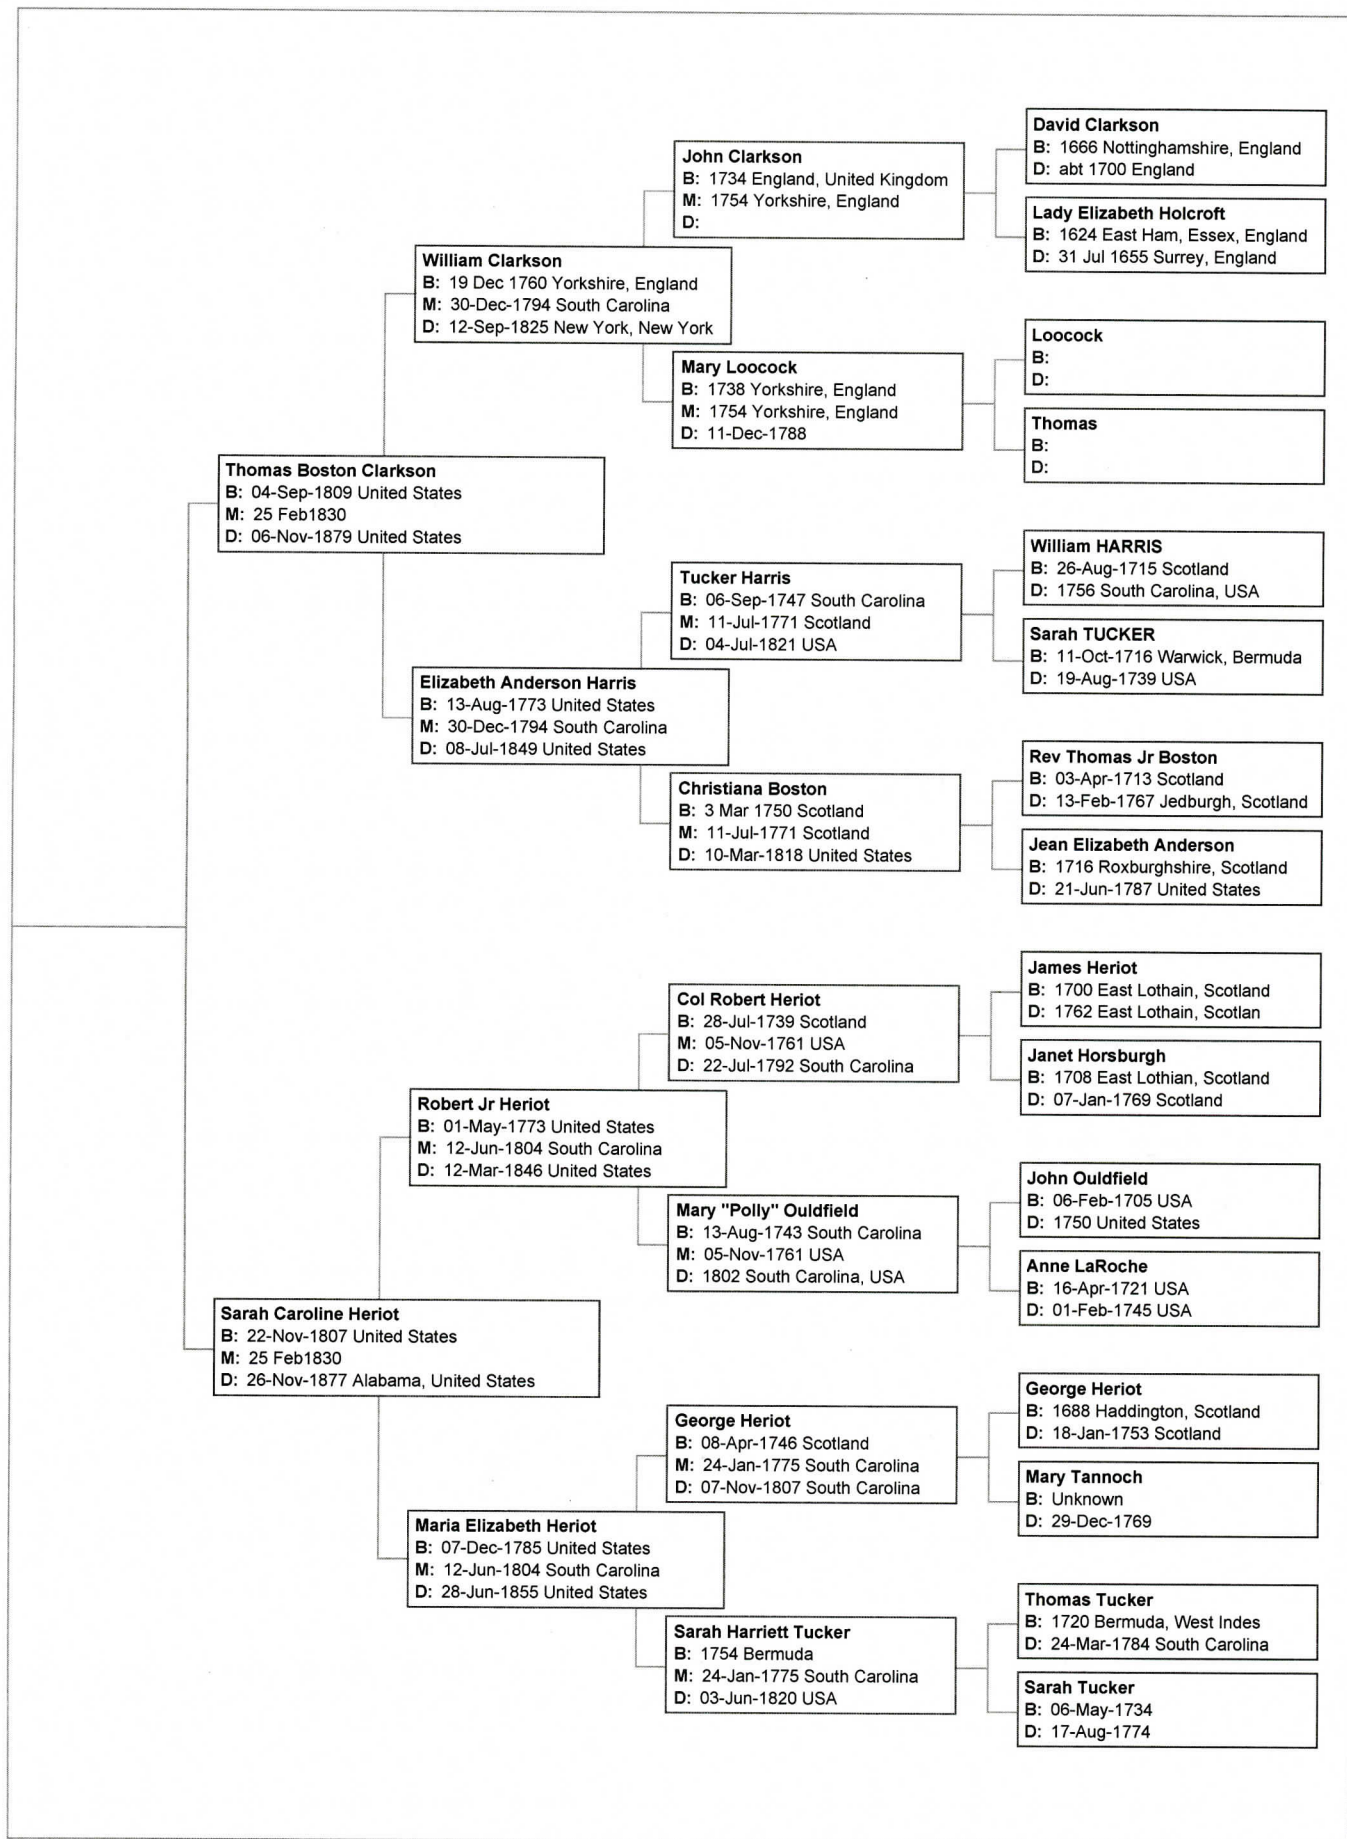 David Clarkson
B: 1666 Nottinghamshire, England
D: abt 1700 England
John Clarkson
B: 1734 England, United Kingdom
M: 1754 Yorkshire, England
D:
Lady Elizabeth Holcroft
B: 1624 East Ham, Essex, England
D: 31 Jul 1655 Surrey, England
William Clarkson
B: 19 Dec 1760 Yorkshire, England
M: 30-Dec-1794 South Carolina
D: 12-Sep-1825 New York, New York
Loocock
B:
D:
Mary Loocock
B: 1738 Yorkshire, England
M: 1754 Yorkshire, England
D: 11-Dec-1788
Thomas
B:
D:
Thomas Boston Clarkson
B: 04-Sep-1809 United States
M: 25 Feb1830
D: 06-Nov-1879 United States
William HARRIS
B: 26-Aug-1715 Scotland
D: 1756 South Carolina, USA
Tucker Harris
B: 06-Sep-1747 South Carolina
M: 11-Jul-1771 Scotland
D: 04-Jul-1821 USA
Sarah TUCKER
B: 11-Oct-1716 Warwick, Bermuda
D: 19-Aug-1739 USA
Elizabeth Anderson Harris
B: 13-Aug-1773 United States
M: 30-Dec-1794 South Carolina
D: 08-Jul-1849 United States
Rev Thomas Jr Boston
B: 03-Apr-1713 Scotland
D: 13-Feb-1767 Jedburgh, Scotland
Christiana Boston
B: 3 Mar 1750 Scotland
M: 11-Jul-1771 Scotland
D: 10-Mar-1818 United States
Jean Elizabeth Anderson
B: 1716 Roxburghshire, Scotland
D: 21-Jun-1787 United States
James Heriot
B: 1700 East Lothain, Scotland
D: 1762 East Lothain, Scotlan
Col Robert Heriot
B: 28-Jul-1739 Scotland
M: 05-Nov-1761 USA
D: 22-Jul-1792 South Carolina
Janet Horsburgh
B: 1708 East Lothian, Scotland
D: 07-Jan-1769 Scotland
Robert Jr Heriot
B: 01-May-1773 United States
M: 12-Jun-1804 South Carolina
D: 12-Mar-1846 United States
John Ouldfield
B: 06-Feb-1705 USA
D: 1750 United States
Mary "Polly" Ouldfield
B: 13-Aug-1743 South Carolina
M: 05-Nov-1761 USA
D: 1802 South Carolina, USA
Anne LaRoche
B: 16-Apr-1721 USA
D: 01-Feb-1745 USA
Sarah Caroline Heriot
B: 22-Nov-1807 United States
M: 25 Feb1830
D: 26-Nov-1877 Alabama, United States
George Heriot
B: 1688 Haddington, Scotland
D: 18-Jan-1753 Scotland
George Heriot
B: 08-Apr-1746 Scotland
M: 24-Jan-1775 South Carolina
D: 07-Nov-1807 South Carolina
Mary Tannoch
B: Unknown
D: 29-Dec-1769
Maria Elizabeth Heriot
B: 07-Dec-1785 United States
M: 12-Jun-1804 South Carolina
D: 28-Jun-1855 United States
Thomas Tucker
B: 1720 Bermuda, West Indes
D: 24-Mar-1784 South Carolina
Sarah Harriett Tucker
B: 1754 Bermuda
M: 24-Jan-1775 South Carolina
D: 03-Jun-1820 USA
Sarah Tucker
B: 06-May-1734
D: 17-Aug-1774